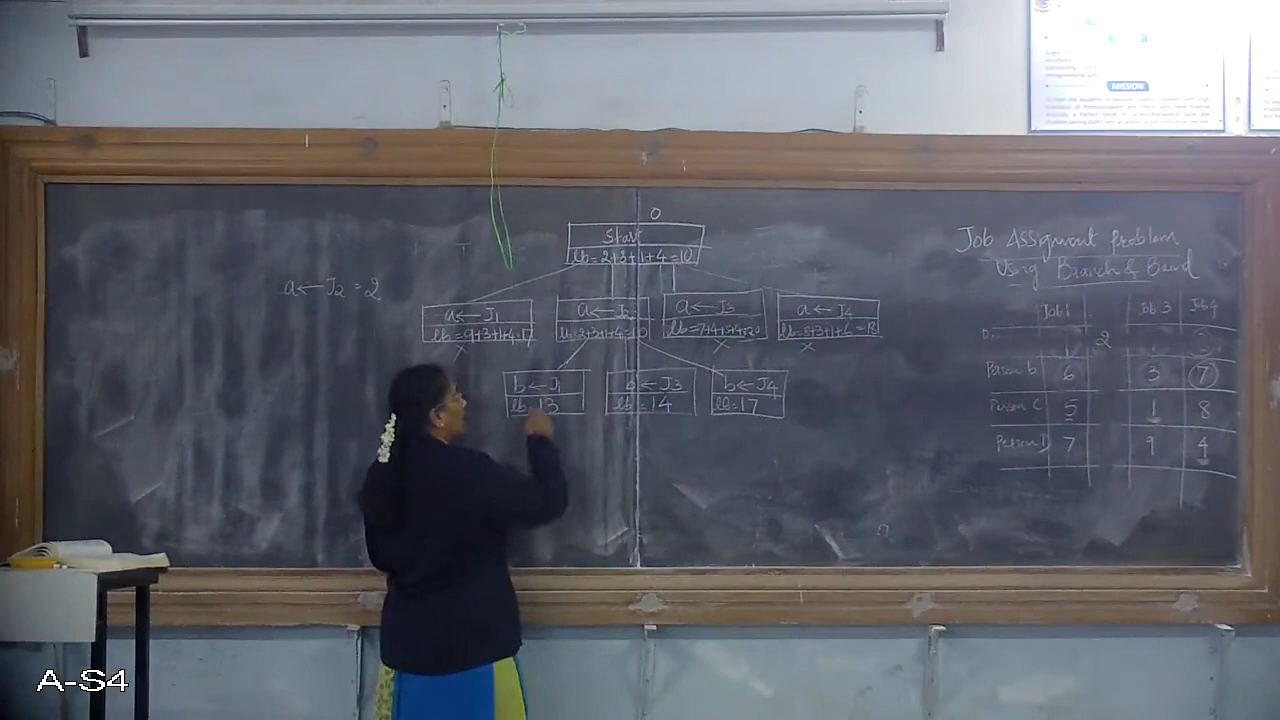 MISSION
0
Start
lb = 2+3+1+4 = 10
a ← J2 = 2
a ← J1
lb = 9+3+1+4 = 17
a ← J2
lb = 2+3+1+4 = 10
a ← J3
lb = 7+4+5+4 = 20
a ← J4
lb = 8+3+1+4 =
X
X
X
b ← J1
lb = 13
b ← J3
lb = 14
b ← J4
lb = 17
Job Assignment Problem
Using Branch &
Job 1 Job 3 Job 4
2
Person b 6 3 7
Person C 5 1 8
Person D 7 9 4
A-S4